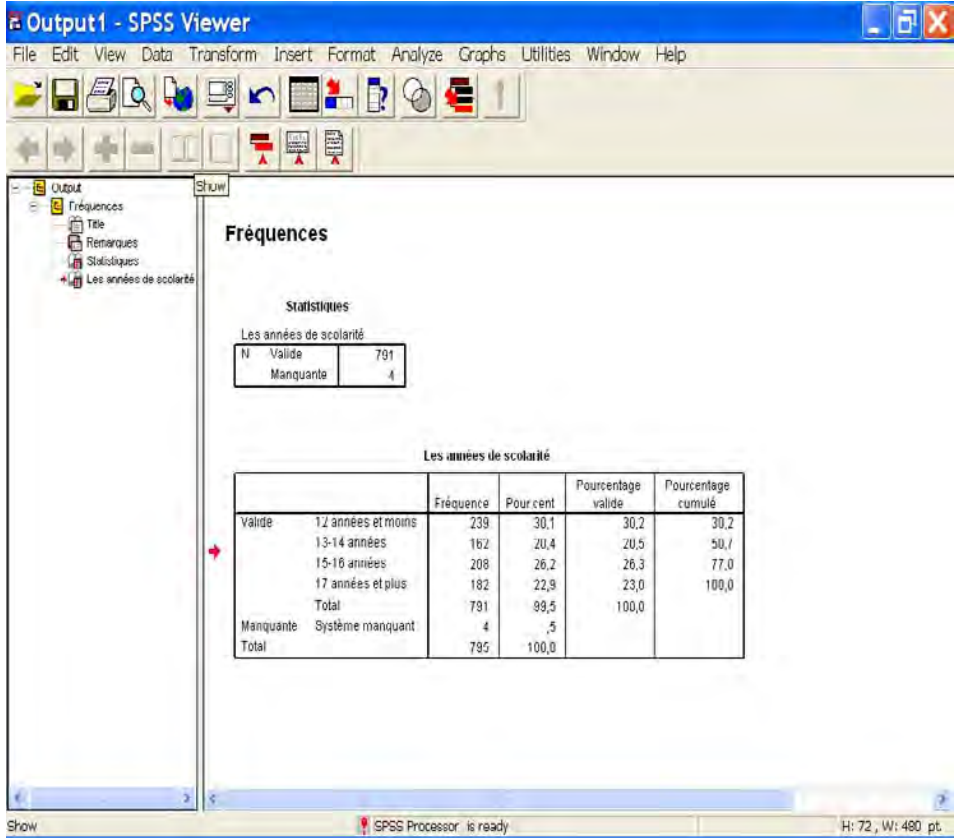 Output1 - SPSS Viewer
File Edit View Data Transform Insert Format Analyze Graphs Utilities Window Help
Show
Output
Fréquences
Title
Remarques
Statistiques
Les années de scolarité
Fréquences
Statistiques
Les années de scolarité
N Valide 791
Manquante 4
Les années de scolarité
Fréquence Pour cent Pourcentage valide Pourcentage cumulé
Valide 12 années et moins 239 30,1 30,2 30,2
13-14 années 162 20,4 20,5 50,7
15-16 années 208 26,2 26,3 77,0
17 années et plus 182 22,9 23,0 100,0
Total 791 99,5 100,0
Manquante Système manquant 4 ,5
Total 795 100,0
Show SPSS Processor is ready H: 72 , W: 480 pt.